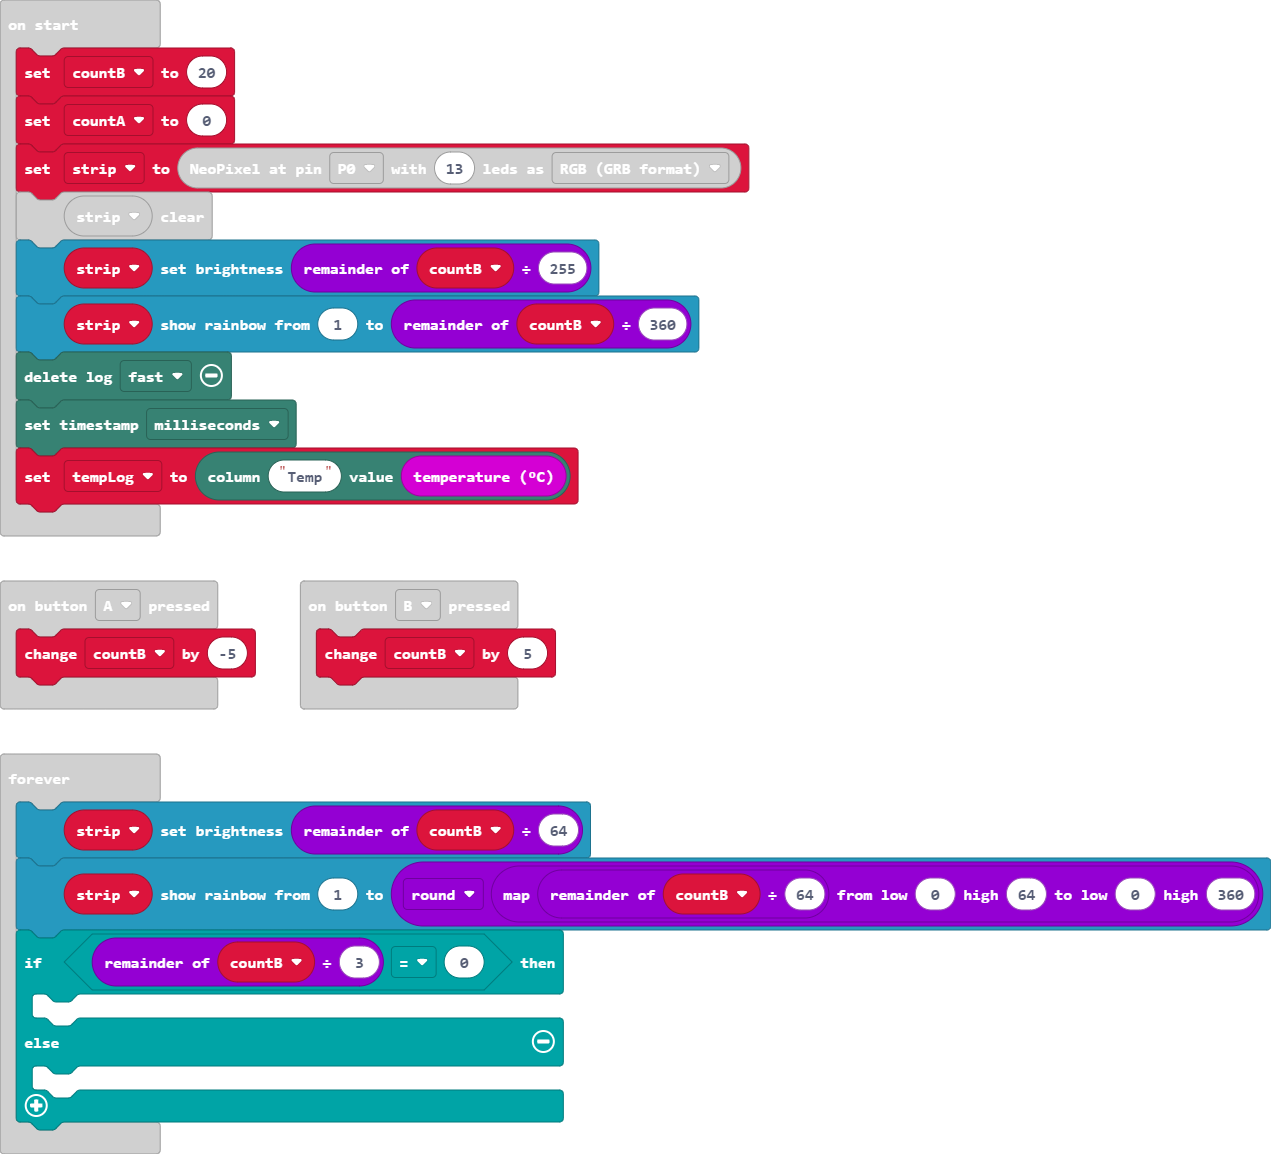 on start
set countB to 20
set countA to 0
set strip to NeoPixel at pin P0 with 13 leds as RGB (GRB format)
strip clear
strip set brightness remainder of countB ÷ 255
strip show rainbow from 1 to remainder of countB ÷ 360
delete log fast
set timestamp milliseconds
set tempLog to column "Temp" value temperature (ºC)
on button A pressed
change countB by -5
on button B pressed
change countB by 5
forever
strip set brightness remainder of countB ÷ 64
strip show rainbow from 1 to round map remainder of countB ÷ 64 from low 0 high 64 to low 0 high 360
if remainder of countB ÷ 3 = 0 then
else